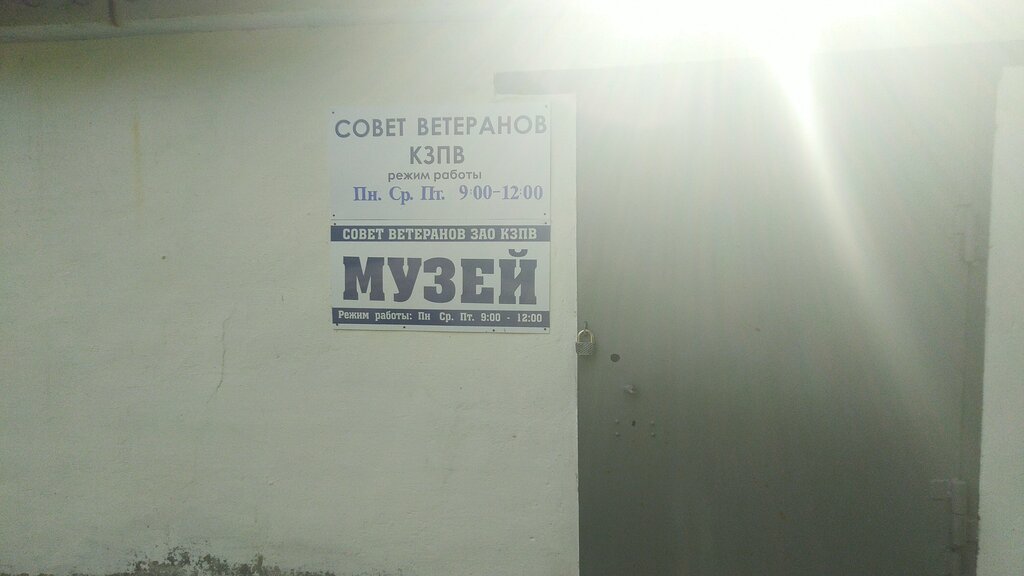 СОВЕТ ВЕТЕРАНОВ
КЗПВ
режим работы
Пн. Ср. Пт. 9:00-12:00
СОВЕТ ВЕТЕРАНОВ ЗАО КЗПВ
МУЗЕЙ
Режим работы: Пн Ср. Пт. 9:00 - 12:00